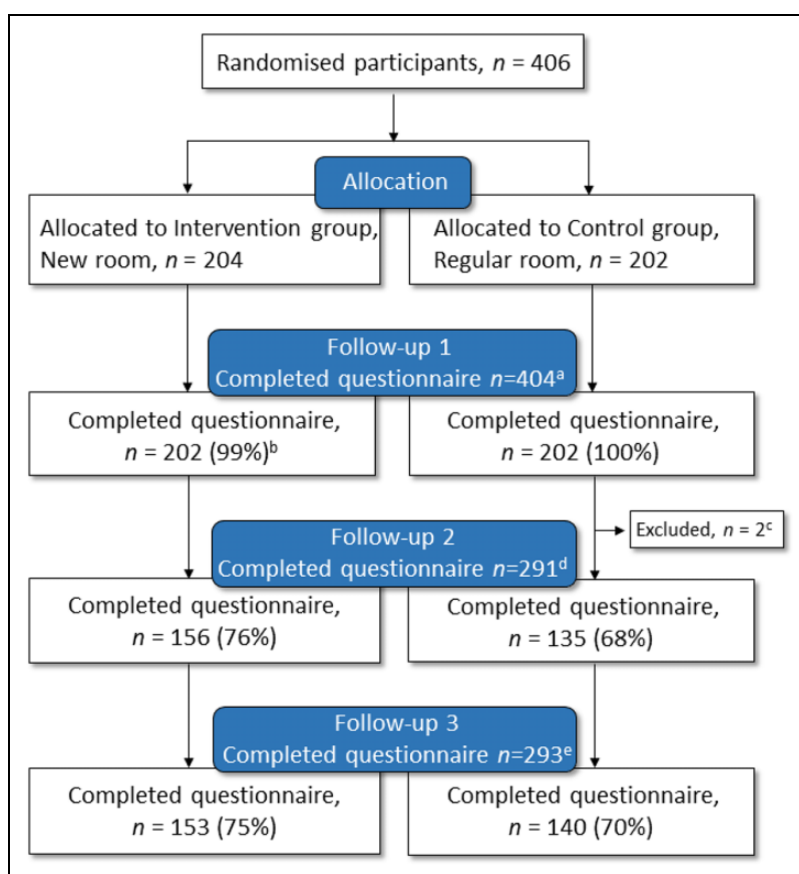 Randomised participants, n = 406
Allocation
Allocated to Intervention group,
New room, n = 204
Allocated to Control group,
Regular room, n = 202
Follow-up 1
Completed questionnaire n=404ᵃ
Completed questionnaire,
n = 202 (99%)ᵇ
Completed questionnaire,
n = 202 (100%)
Excluded, n = 2ᶜ
Follow-up 2
Completed questionnaire n=291ᵈ
Completed questionnaire,
n = 156 (76%)
Completed questionnaire,
n = 135 (68%)
Follow-up 3
Completed questionnaire n=293ᵉ
Completed questionnaire,
n = 153 (75%)
Completed questionnaire,
n = 140 (70%)